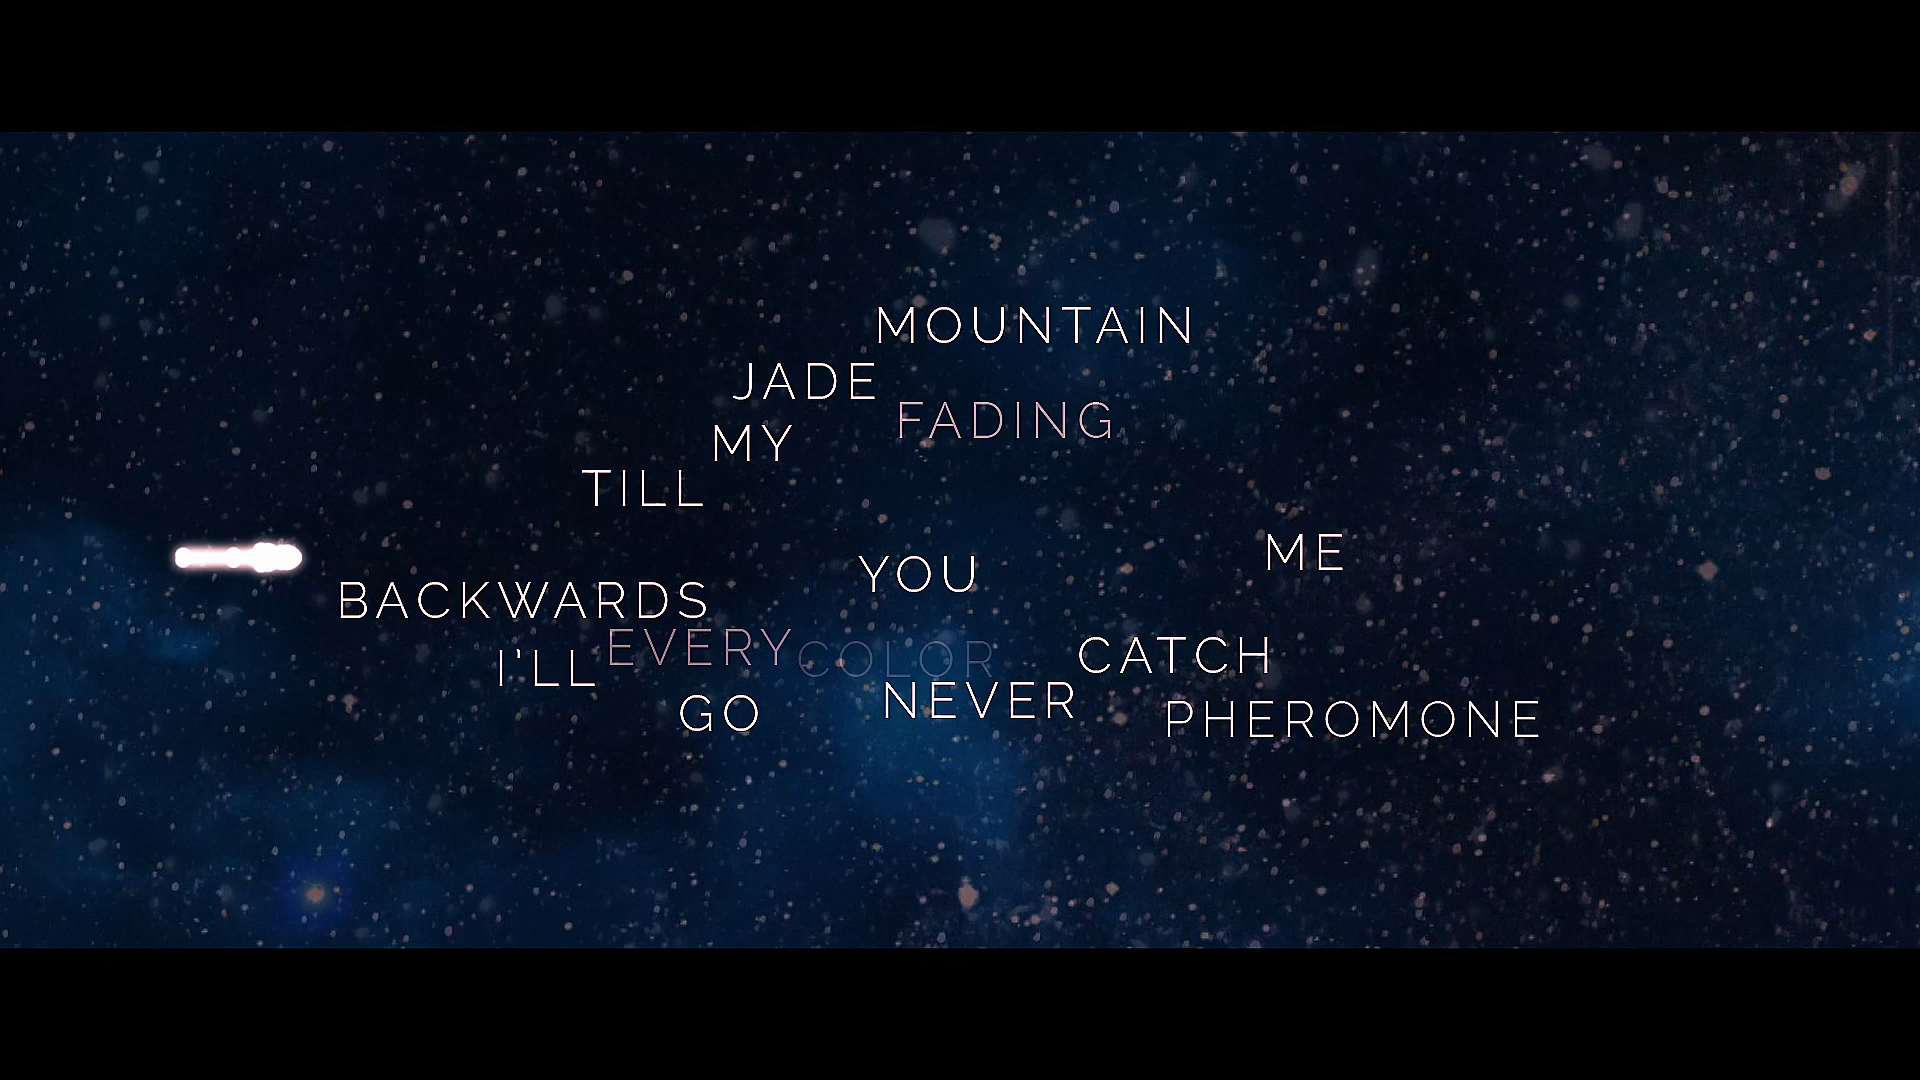 MOUNTAIN
JADE
FADING
MY
TILL
ME
YOU
BACKWARDS
EVERY
COLOR
CATCH
I'LL
NEVER
GO
PHEROMONE